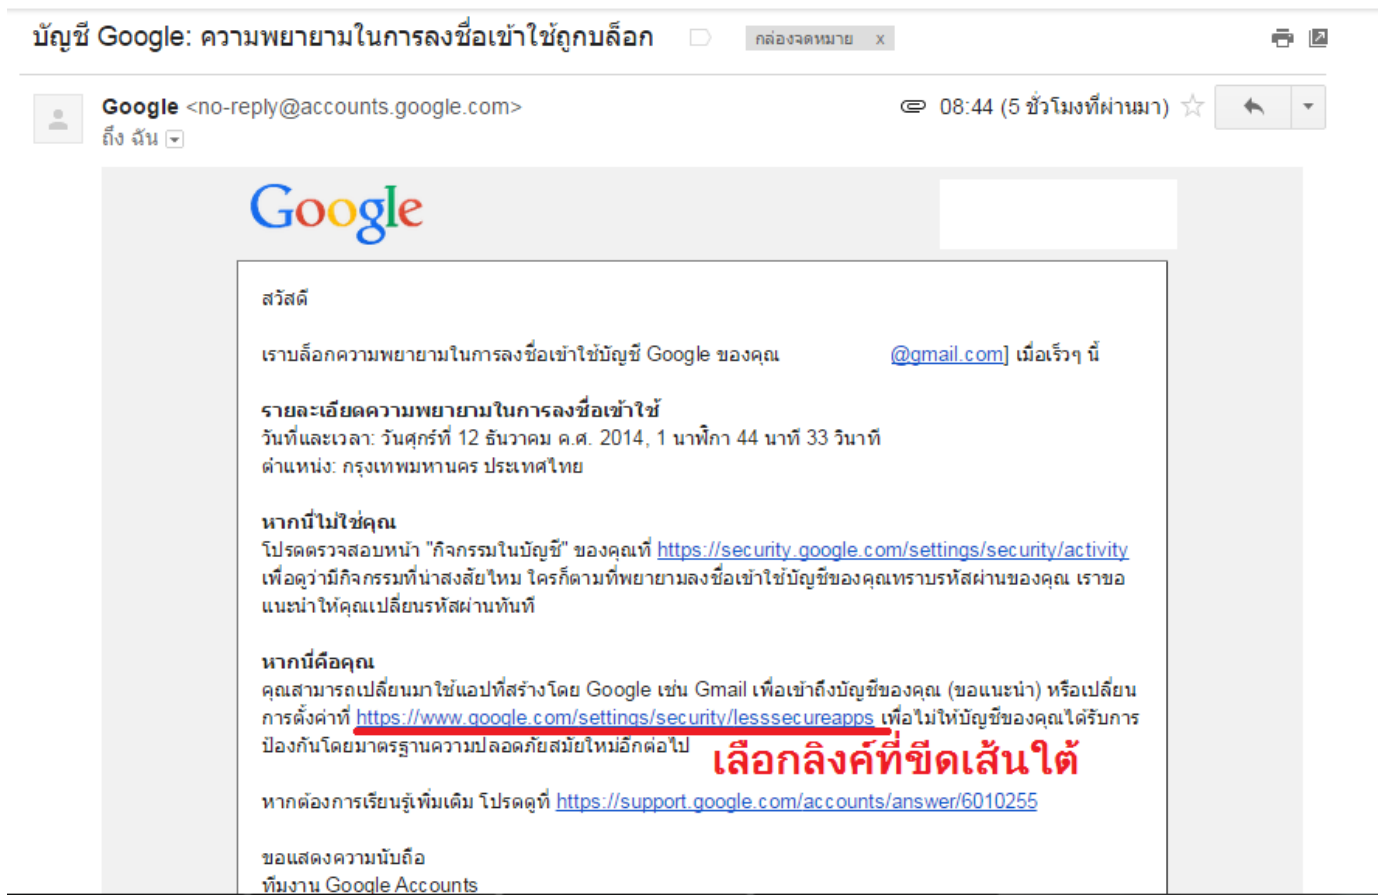 บัญชี Google: ความพยายามในการลงชื่อเข้าใช้ถูกบล็อก กล่องจดหมาย x
Google <no-reply@accounts.google.com> 08:44 (5 ชั่วโมงที่ผ่านมา)
ถึง ฉัน
Google
สวัสดี
เราบล็อกความพยายามในการลงชื่อเข้าใช้บัญชี Google ของคุณ @gmail.com] เมื่อเร็วๆ นี้
รายละเอียดความพยายามในการลงชื่อเข้าใช้
วันที่และเวลา: วันศุกร์ที่ 12 ธันวาคม ค.ศ. 2014, 1 นาฬิกา 44 นาที 33 วินาที
ตำแหน่ง: กรุงเทพมหานคร ประเทศไทย
หากนี่ไม่ใช่คุณ
โปรดตรวจสอบหน้า "กิจกรรมในบัญชี" ของคุณที่ https://security.google.com/settings/security/activity
เพื่อดูว่ามีกิจกรรมที่น่าสงสัยไหม ใครก็ตามที่พยายามลงชื่อเข้าใช้บัญชีของคุณทราบรหัสผ่านของคุณ เราขอ
แนะนำให้คุณเปลี่ยนรหัสผ่านทันที
หากนี่คือคุณ
คุณสามารถเปลี่ยนมาใช้แอปที่สร้างโดย Google เช่น Gmail เพื่อเข้าถึงบัญชีของคุณ (ขอแนะนำ) หรือเปลี่ยน
การตั้งค่าที่ https://www.google.com/settings/security/lesssecureapps เพื่อไม่ให้บัญชีของคุณได้รับการ
ป้องกันโดยมาตรฐานความปลอดภัยสมัยใหม่อีกต่อไป
เลือกลิงค์ที่ขีดเส้นใต้
หากต้องการเรียนรู้เพิ่มเติม โปรดดูที่ https://support.google.com/accounts/answer/6010255
ขอแสดงความนับถือ
ทีมงาน Google Accounts